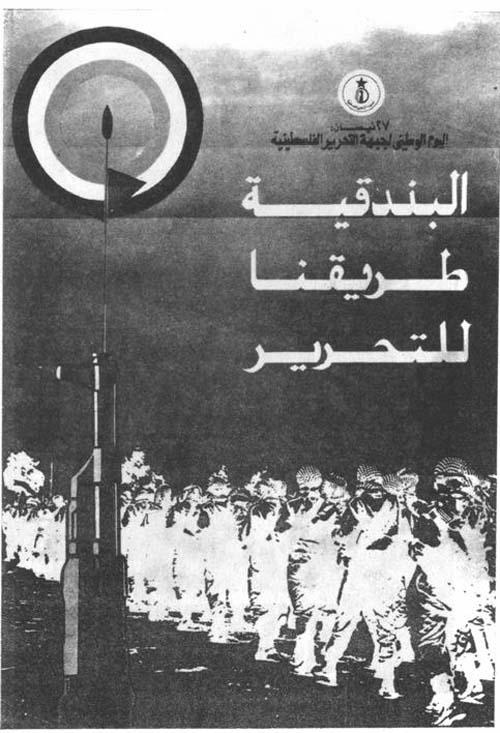 ٢٧ نيسان
اليوم الوطني لجبهة التحرير الفلسطينية
البندقية
طريقنا
للتحرير